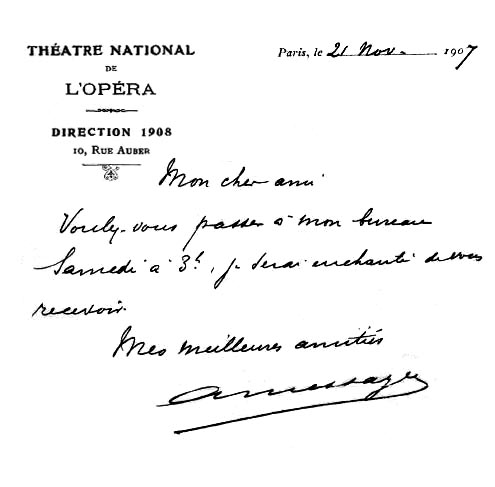 THÉATRE NATIONAL
DE
L'OPÉRA
DIRECTION 1908
10, RUE AUBER
Paris, le 21 Nov. 1907
Mon cher ami
Voulez-vous passer à mon bureau
Samedi à 3h, je serai enchanté de vous
recevoir.
Mes meilleures amitiés
A Messager